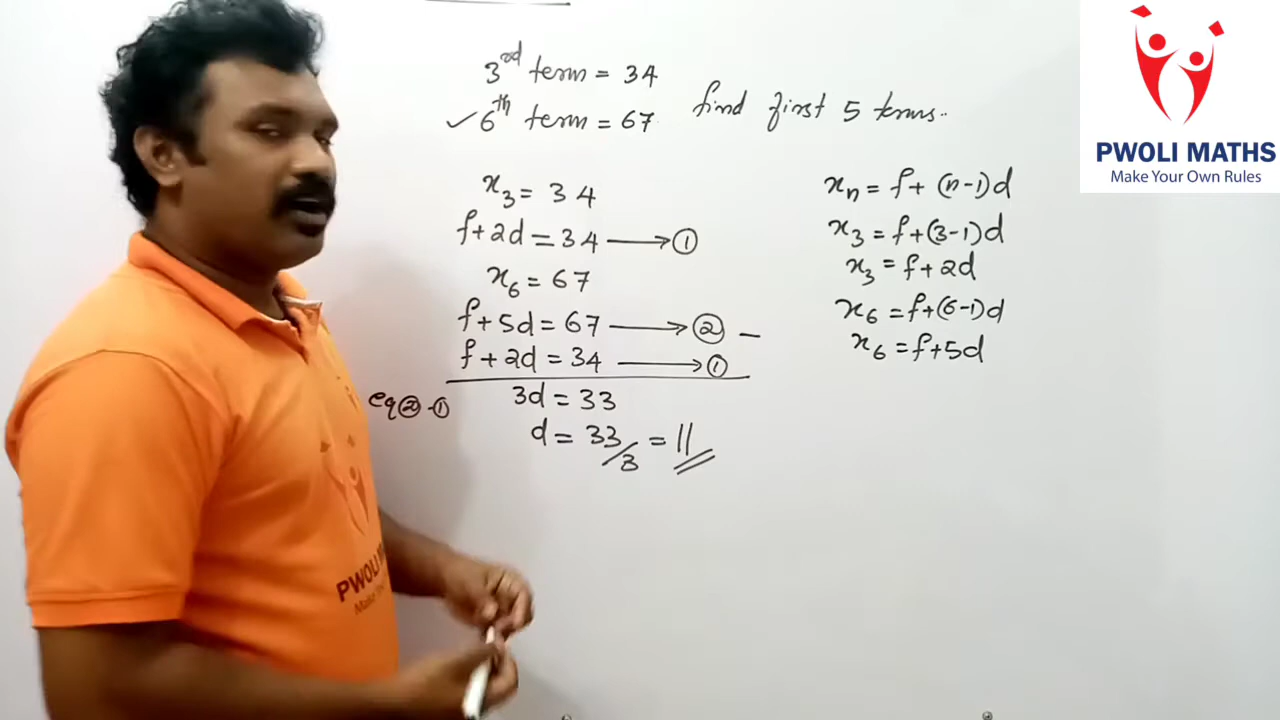 3rd term = 34
✓ 6th term = 67
find first 5 terms..
x₃ = 34
f+2d = 34 → ①
x₆ = 67
f+5d = 67 → ② –
f+2d = 34 → ①
eq ② - ①
3d = 33
d = 33/3 = 11
xₙ = f+(n-1)d
x₃ = f+(3-1)d
x₃ = f+2d
x₆ = f+(6-1)d
x₆ = f+5d
PWOLI MATHS
Make Your Own Rules